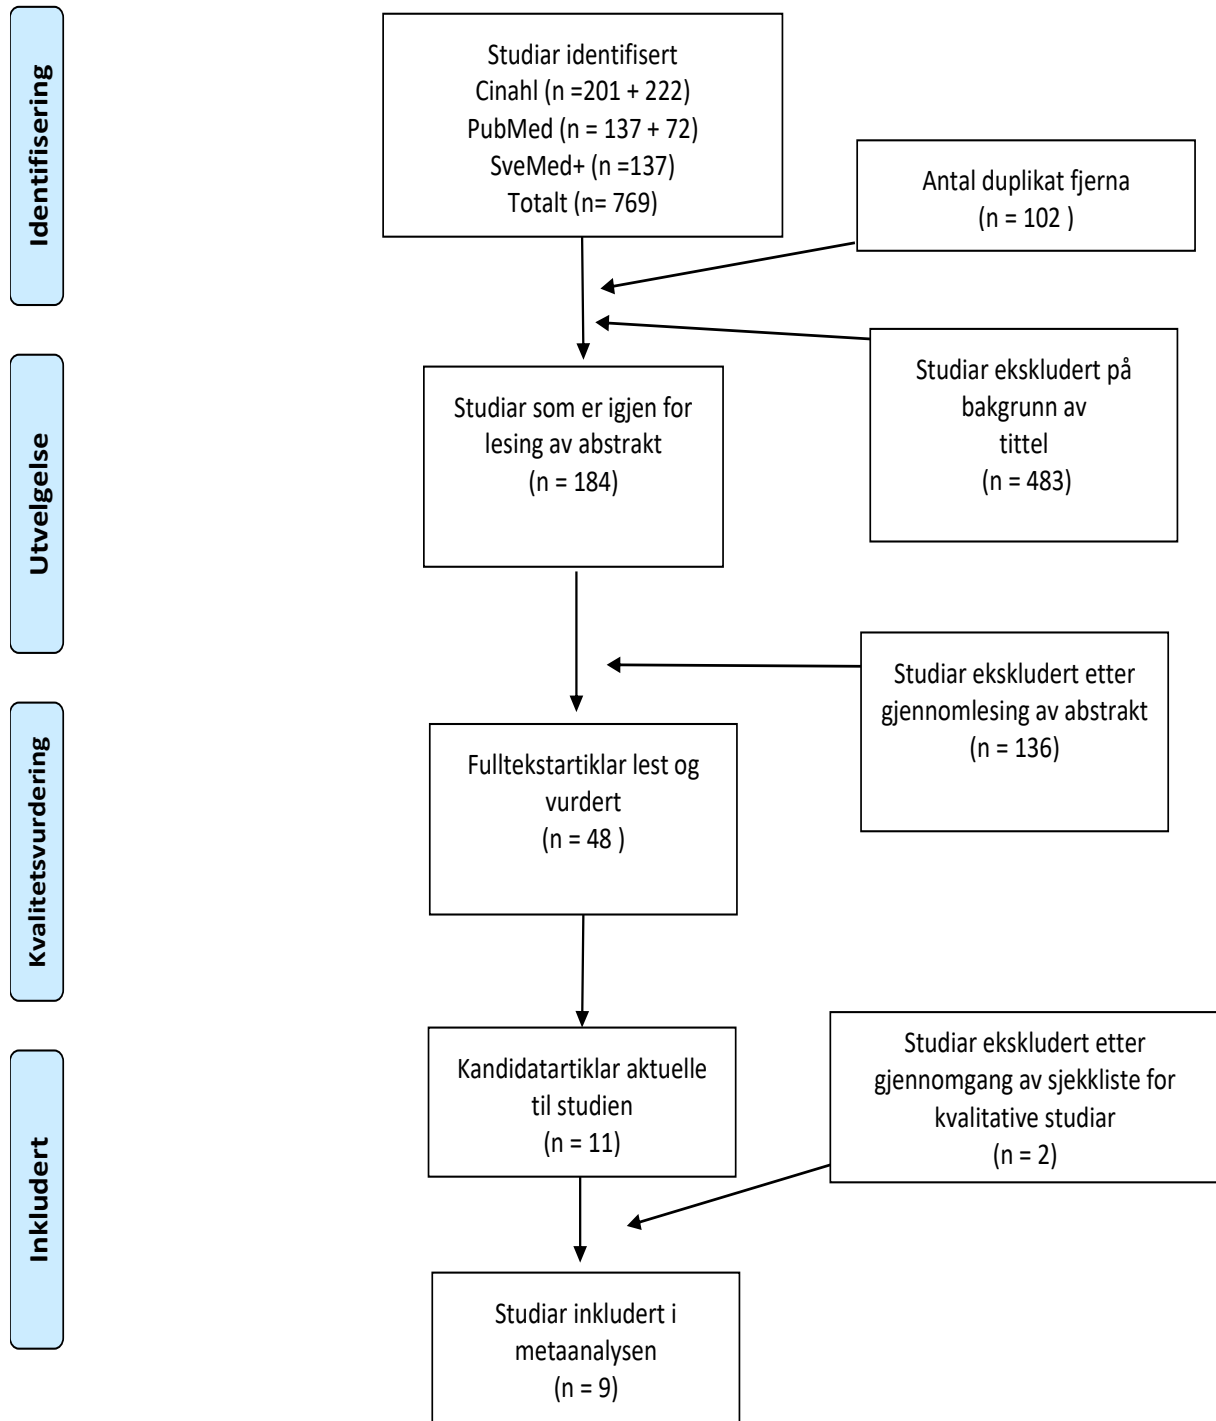 Identifisering
Studiar identifisert
Cinahl (n =201 + 222)
PubMed (n = 137 + 72)
SveMed+ (n =137)
Totalt (n= 769)
Antal duplikat fjerna
(n = 102 )
Utvelgelse
Studiar ekskludert på
bakgrunn av
tittel
(n = 483)
Studiar som er igjen for
lesing av abstrakt
(n = 184)
Studiar ekskludert etter
gjennomlesing av abstrakt
(n = 136)
Kvalitetsvurdering
Fulltekstartiklar lest og
vurdert
(n = 48 )
Inkludert
Kandidatartiklar aktuelle
til studien
(n = 11)
Studiar ekskludert etter
gjennomgang av sjekkliste for
kvalitative studiar
(n = 2)
Studiar inkludert i
metaanalysen
(n = 9)